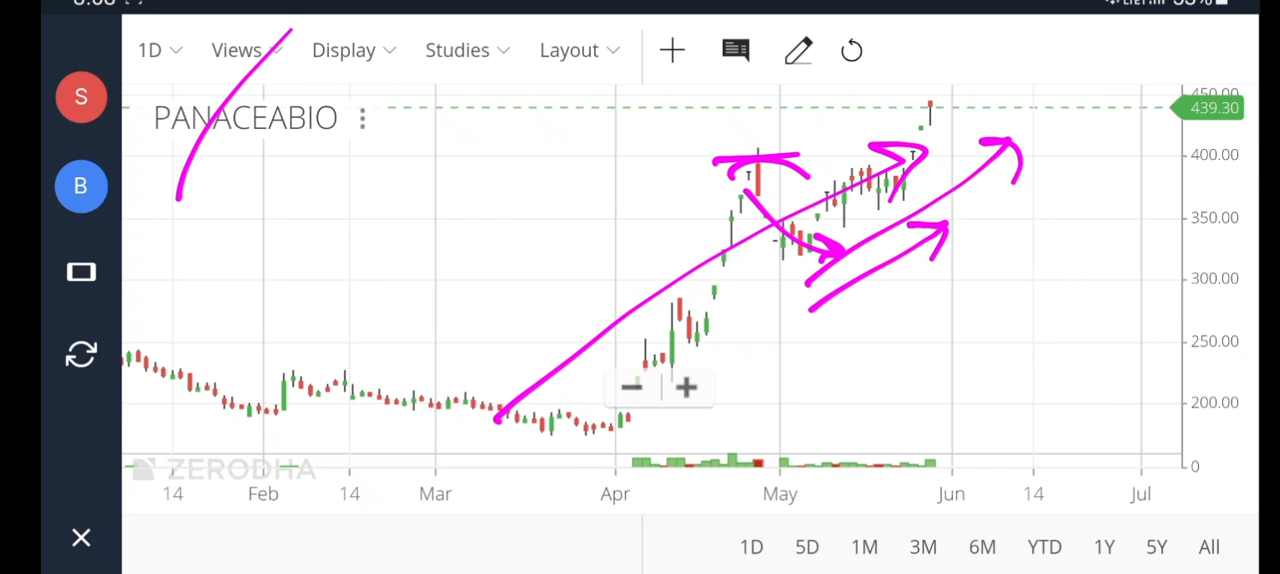 1D Views Display Studies Layout
S
PANACEABIO
450.00
439.30
400.00
B
350.00
300.00
250.00
200.00
ZERODHA
0
14 Feb 14 Mar Apr May Jun 14 Jul
1D 5D 1M 3M 6M YTD 1Y 5Y All